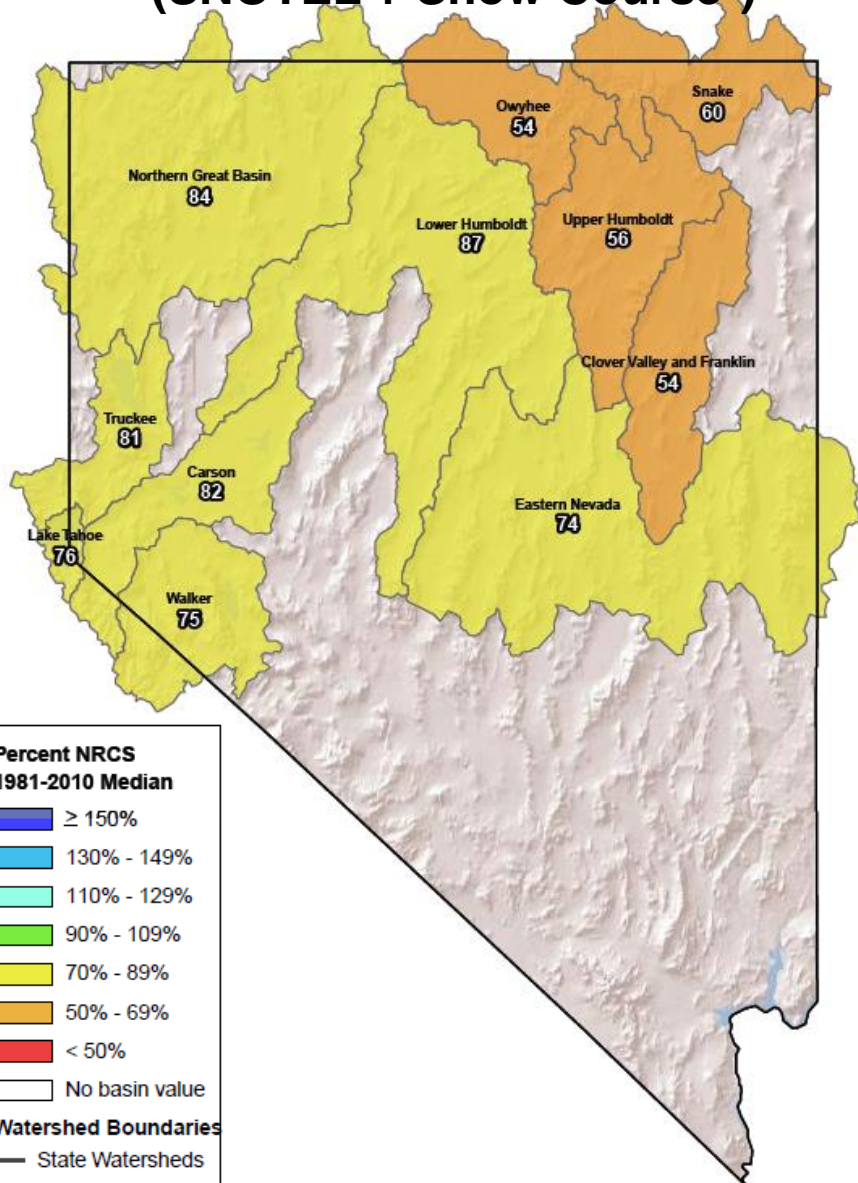 Snake
60
Owyhee
54
Northern Great Basin
84
Upper Humboldt
56
Lower Humboldt
87
Clover Valley and Franklin
54
Truckee
81
Carson
82
Eastern Nevada
74
Lake Tahoe
76
Walker
75
Percent NRCS
1981-2010 Median
≥ 150%
130% - 149%
110% - 129%
90% - 109%
70% - 89%
50% - 69%
< 50%
No basin value
Watershed Boundaries
State Watersheds